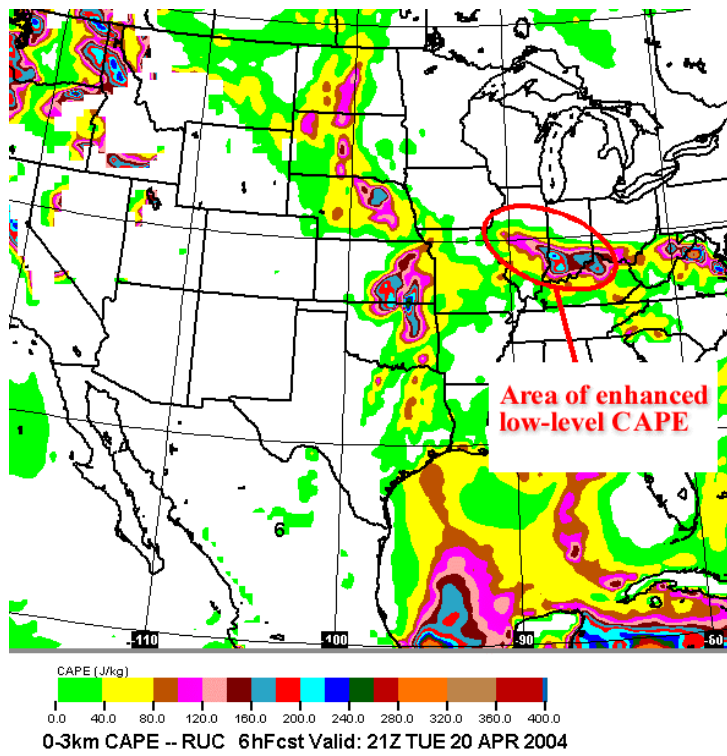 1
6
Area of enhanced
low-level CAPE
-110 -100 -90 -80
CAPE (J/kg)
0.0 40.0 80.0 120.0 160.0 200.0 240.0 280.0 320.0 360.0 400.0
0-3km CAPE -- RUC 6hFcst Valid: 21Z TUE 20 APR 2004